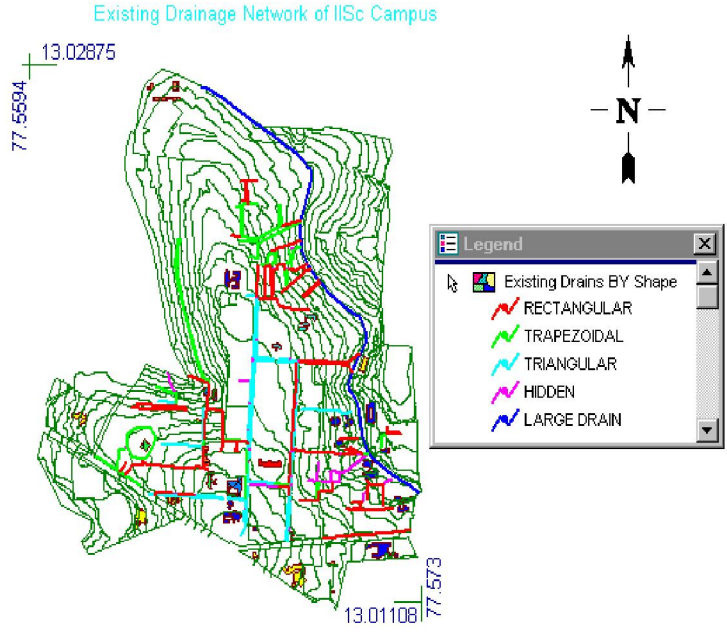 Existing Drainage Network of IISc Campus
13.02875
77.5594
N
Legend
Existing Drains BY Shape
RECTANGULAR
TRAPEZOIDAL
TRIANGULAR
HIDDEN
LARGE DRAIN
13.01108
77.573